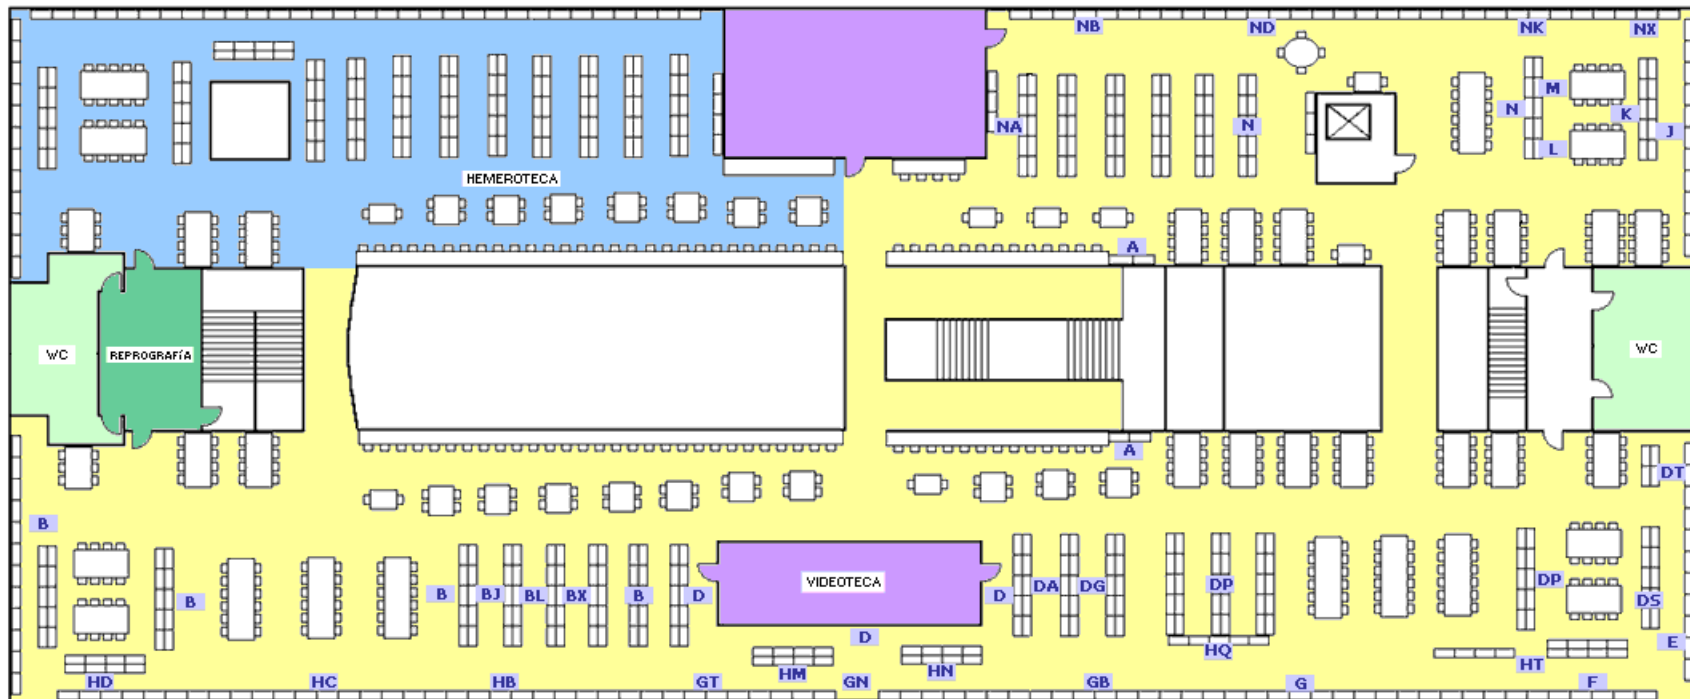 NB ND NK NX
M
N K
NA N J
L
HEMEROTECA
A
WC REPROGRAFÍA WC
A
DT
B
DP
B BJ BL BX B D VIDEOTECA D DA DG DP
B DS
D E
HQ
HM HN HT
HD HC HB GT GN GB G F